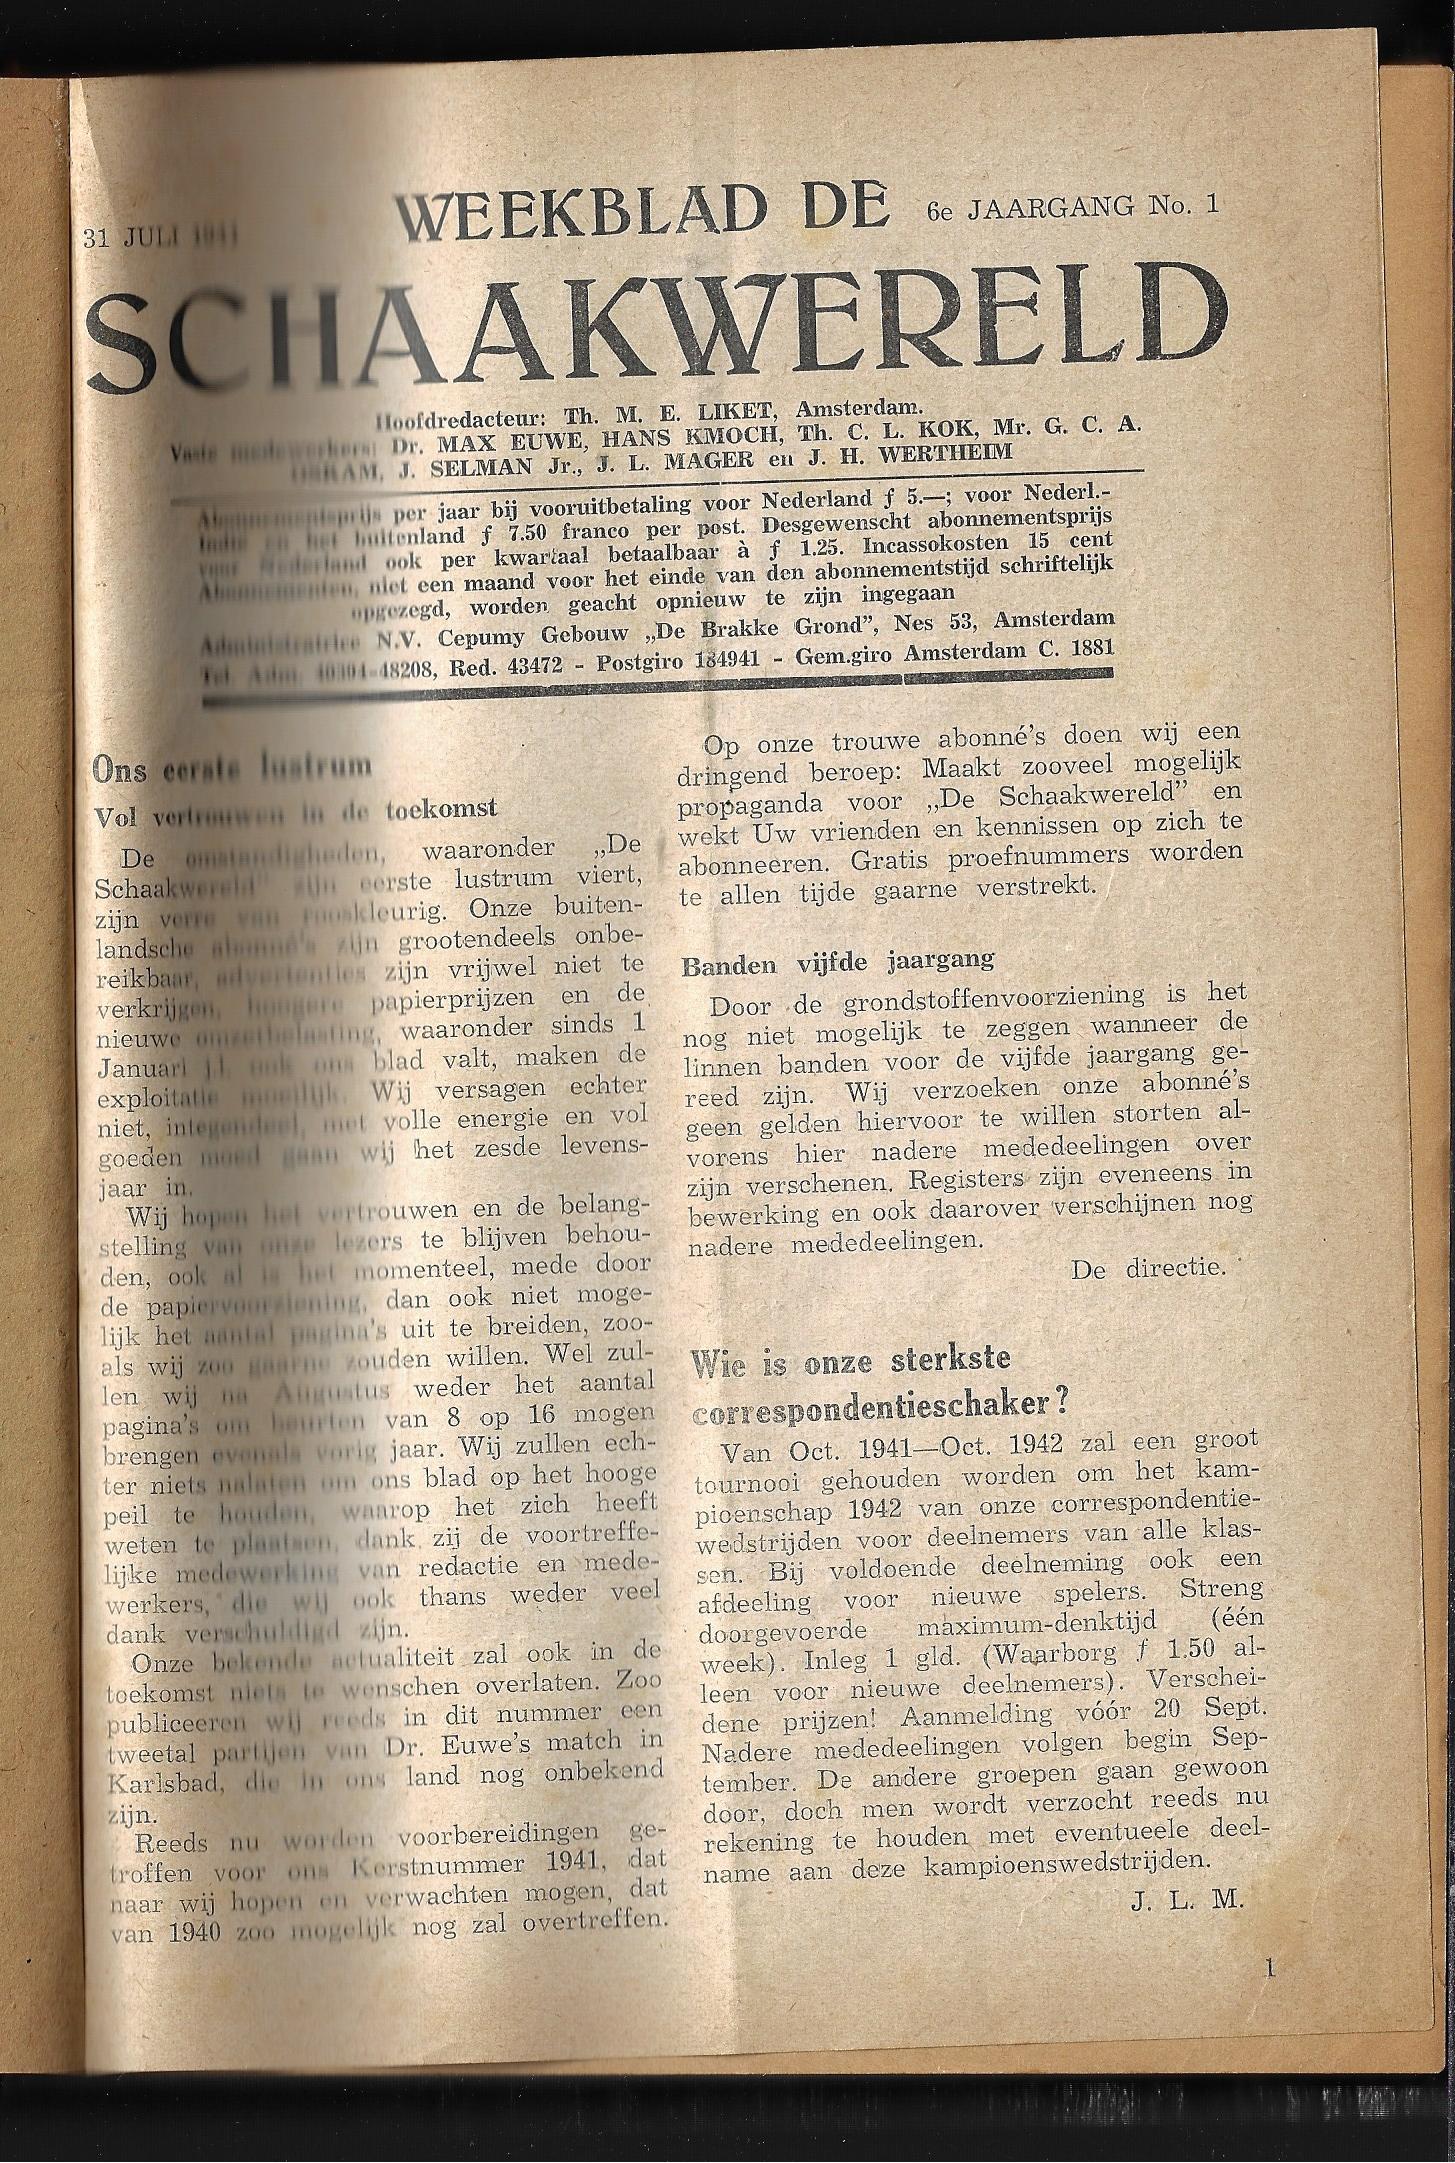 31 JULI 1941
WEEKBLAD DE
6e JAARGANG No. 1
SCHAAKWERELD
Hoofdredacteur: Th. M. E. LIKET, Amsterdam.
Vaste medewerkers: Dr. MAX EUWE, HANS KMOCH, Th. C. L. KOK, Mr. G. C. A.
OSKAM, J. SELMAN Jr., J. L. MAGER en J. H. WERTHEIM
Abonnementsprijs per jaar bij vooruitbetaling voor Nederland f 5.—; voor Nederl.-
Indië en het buitenland f 7.50 franco per post. Desgewenscht abonnementsprijs
voor Nederland ook per kwartaal betaalbaar à f 1.25. Incassokosten 15 cent
Abonnementen, niet een maand voor het einde van den abonnementstijd schriftelijk
opgezegd, worden geacht opnieuw te zijn ingegaan
Administratrice N.V. Cepumy Gebouw „De Brakke Grond”, Nes 53, Amsterdam
Tel. Adm. 48208, Red. 43472 - Postgiro 184941 - Gem.giro Amsterdam C. 1881
Ons eerste lustrum
Vol vertrouwen in de toekomst
De omstandigheden, waaronder „De
Schaakwereld” zijn eerste lustrum viert,
zijn verre van rooskleurig. Onze buiten-
landsche abonné's zijn grootendeels onbe-
reikbaar, advertenties zijn vrijwel niet te
verkrijgen, hoogere papierprijzen en de
nieuwe omzetbelasting, waaronder sinds 1
Januari j.l. ook ons blad valt, maken de
exploitatie moeilijk. Wij versagen echter
niet, integendeel, met volle energie en vol
goeden moed gaan wij het zesde levens-
jaar in.
Wij hopen het vertrouwen en de belang-
stelling van onze lezers te blijven behou-
den, ook al is het momenteel, mede door
de papiervoorziening, dan ook niet moge-
lijk het aantal pagina's uit te breiden, zoo-
als wij zoo gaarne zouden willen. Wel zul-
len wij na Augustus weder het aantal
pagina's om beurten van 8 op 16 mogen
brengen evenals vorig jaar. Wij zullen ech-
ter niets nalaten om ons blad op het hooge
peil te houden, waarop het zich heeft
weten te plaatsen, dank zij de voortreffe-
lijke medewerking van redactie en mede-
werkers, die wij ook thans weder veel
dank verschuldigd zijn.
Onze bekende actualiteit zal ook in de
toekomst niets te wenschen overlaten. Zoo
publiceeren wij reeds in dit nummer een
tweetal partijen van Dr. Euwe's match in
Karlsbad, die in ons land nog onbekend
zijn.
Reeds nu worden voorbereidingen ge-
troffen voor ons Kerstnummer 1941, dat
naar wij hopen en verwachten mogen, dat
van 1940 zoo mogelijk nog zal overtreffen.
Op onze trouwe abonné's doen wij een
dringend beroep: Maakt zooveel mogelijk
propaganda voor „De Schaakwereld” en
wekt Uw vrienden en kennissen op zich te
abonneeren. Gratis proefnummers worden
te allen tijde gaarne verstrekt.
Banden vijfde jaargang
Door de grondstoffenvoorziening is het
nog niet mogelijk te zeggen wanneer de
linnen banden voor de vijfde jaargang ge-
reed zijn. Wij verzoeken onze abonné's
geen gelden hiervoor te willen storten al-
vorens hier nadere mededeelingen over
zijn verschenen. Registers zijn eveneens in
bewerking en ook daarover verschijnen nog
nadere mededeelingen.
De directie.
Wie is onze sterkste
correspondentieschaker?
Van Oct. 1941—Oct. 1942 zal een groot
tournooi gehouden worden om het kam-
pioenschap 1942 van onze correspondentie-
wedstrijden voor deelnemers van alle klas-
sen. Bij voldoende deelneming ook een
afdeeling voor nieuwe spelers. Streng
doorgevoerde maximum-denktijd (één
week). Inleg 1 gld. (Waarborg f 1.50 al-
leen voor nieuwe deelnemers). Verschei-
dene prijzen! Aanmelding vóór 20 Sept.
Nadere mededeelingen volgen begin Sep-
tember. De andere groepen gaan gewoon
door, doch men wordt verzocht reeds nu
rekening te houden met eventueele deel-
name aan deze kampioenswedstrijden.
J. L. M.
1